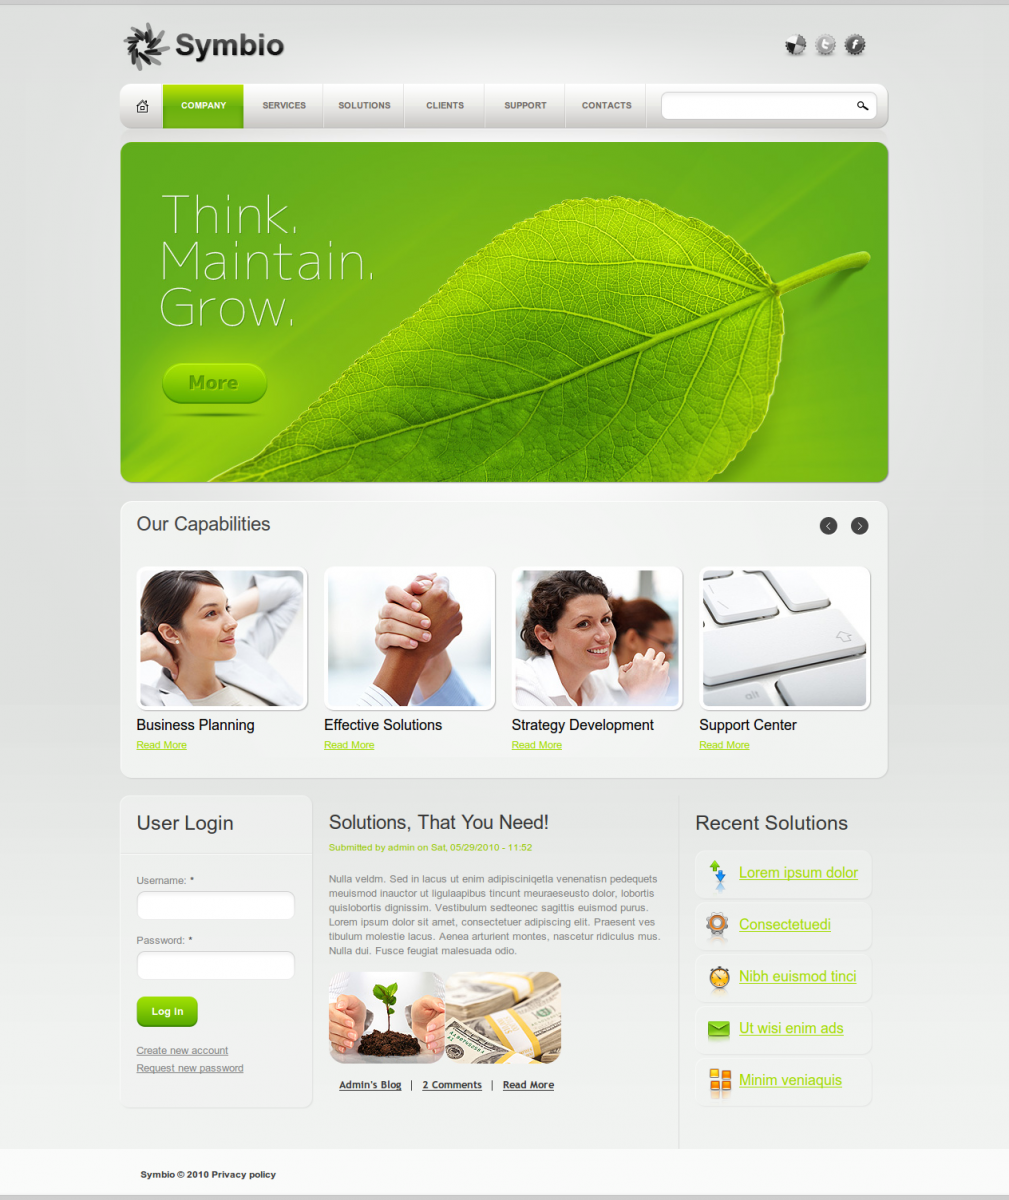 Symbio
COMPANY SERVICES SOLUTIONS CLIENTS SUPPORT CONTACTS
Think.
Maintain.
Grow.
More
Our Capabilities
Business Planning
Read More
Effective Solutions
Read More
Strategy Development
Read More
alt
Support Center
Read More
User Login
Username: *
Password: *
Log in
Create new account
Request new password
Solutions, That You Need!
Submitted by admin on Sat, 05/29/2010 - 11:52
Nulla veldm. Sed in lacus ut enim adipisciniqetla venenatisn pedequets
meuismod inauctor ut ligulaapibus tincunt meuraeseusto dolor, lobortis
quislobortis dignissim. Vestibulum sedteonec sagittis euismod purus.
Lorem ipsum dolor sit amet, consectetuer adipiscing elit. Praesent ves
tibulum molestie lacus. Aenea arturient montes, nascetur ridiculus mus.
Nulla dui. Fusce feugiat malesuada odio.
Admin's Blog | 2 Comments | Read More
Recent Solutions
Lorem ipsum dolor
Consectetuedi
Nibh euismod tinci
Ut wisi enim ads
Minim veniaquis
Symbio © 2010 Privacy policy